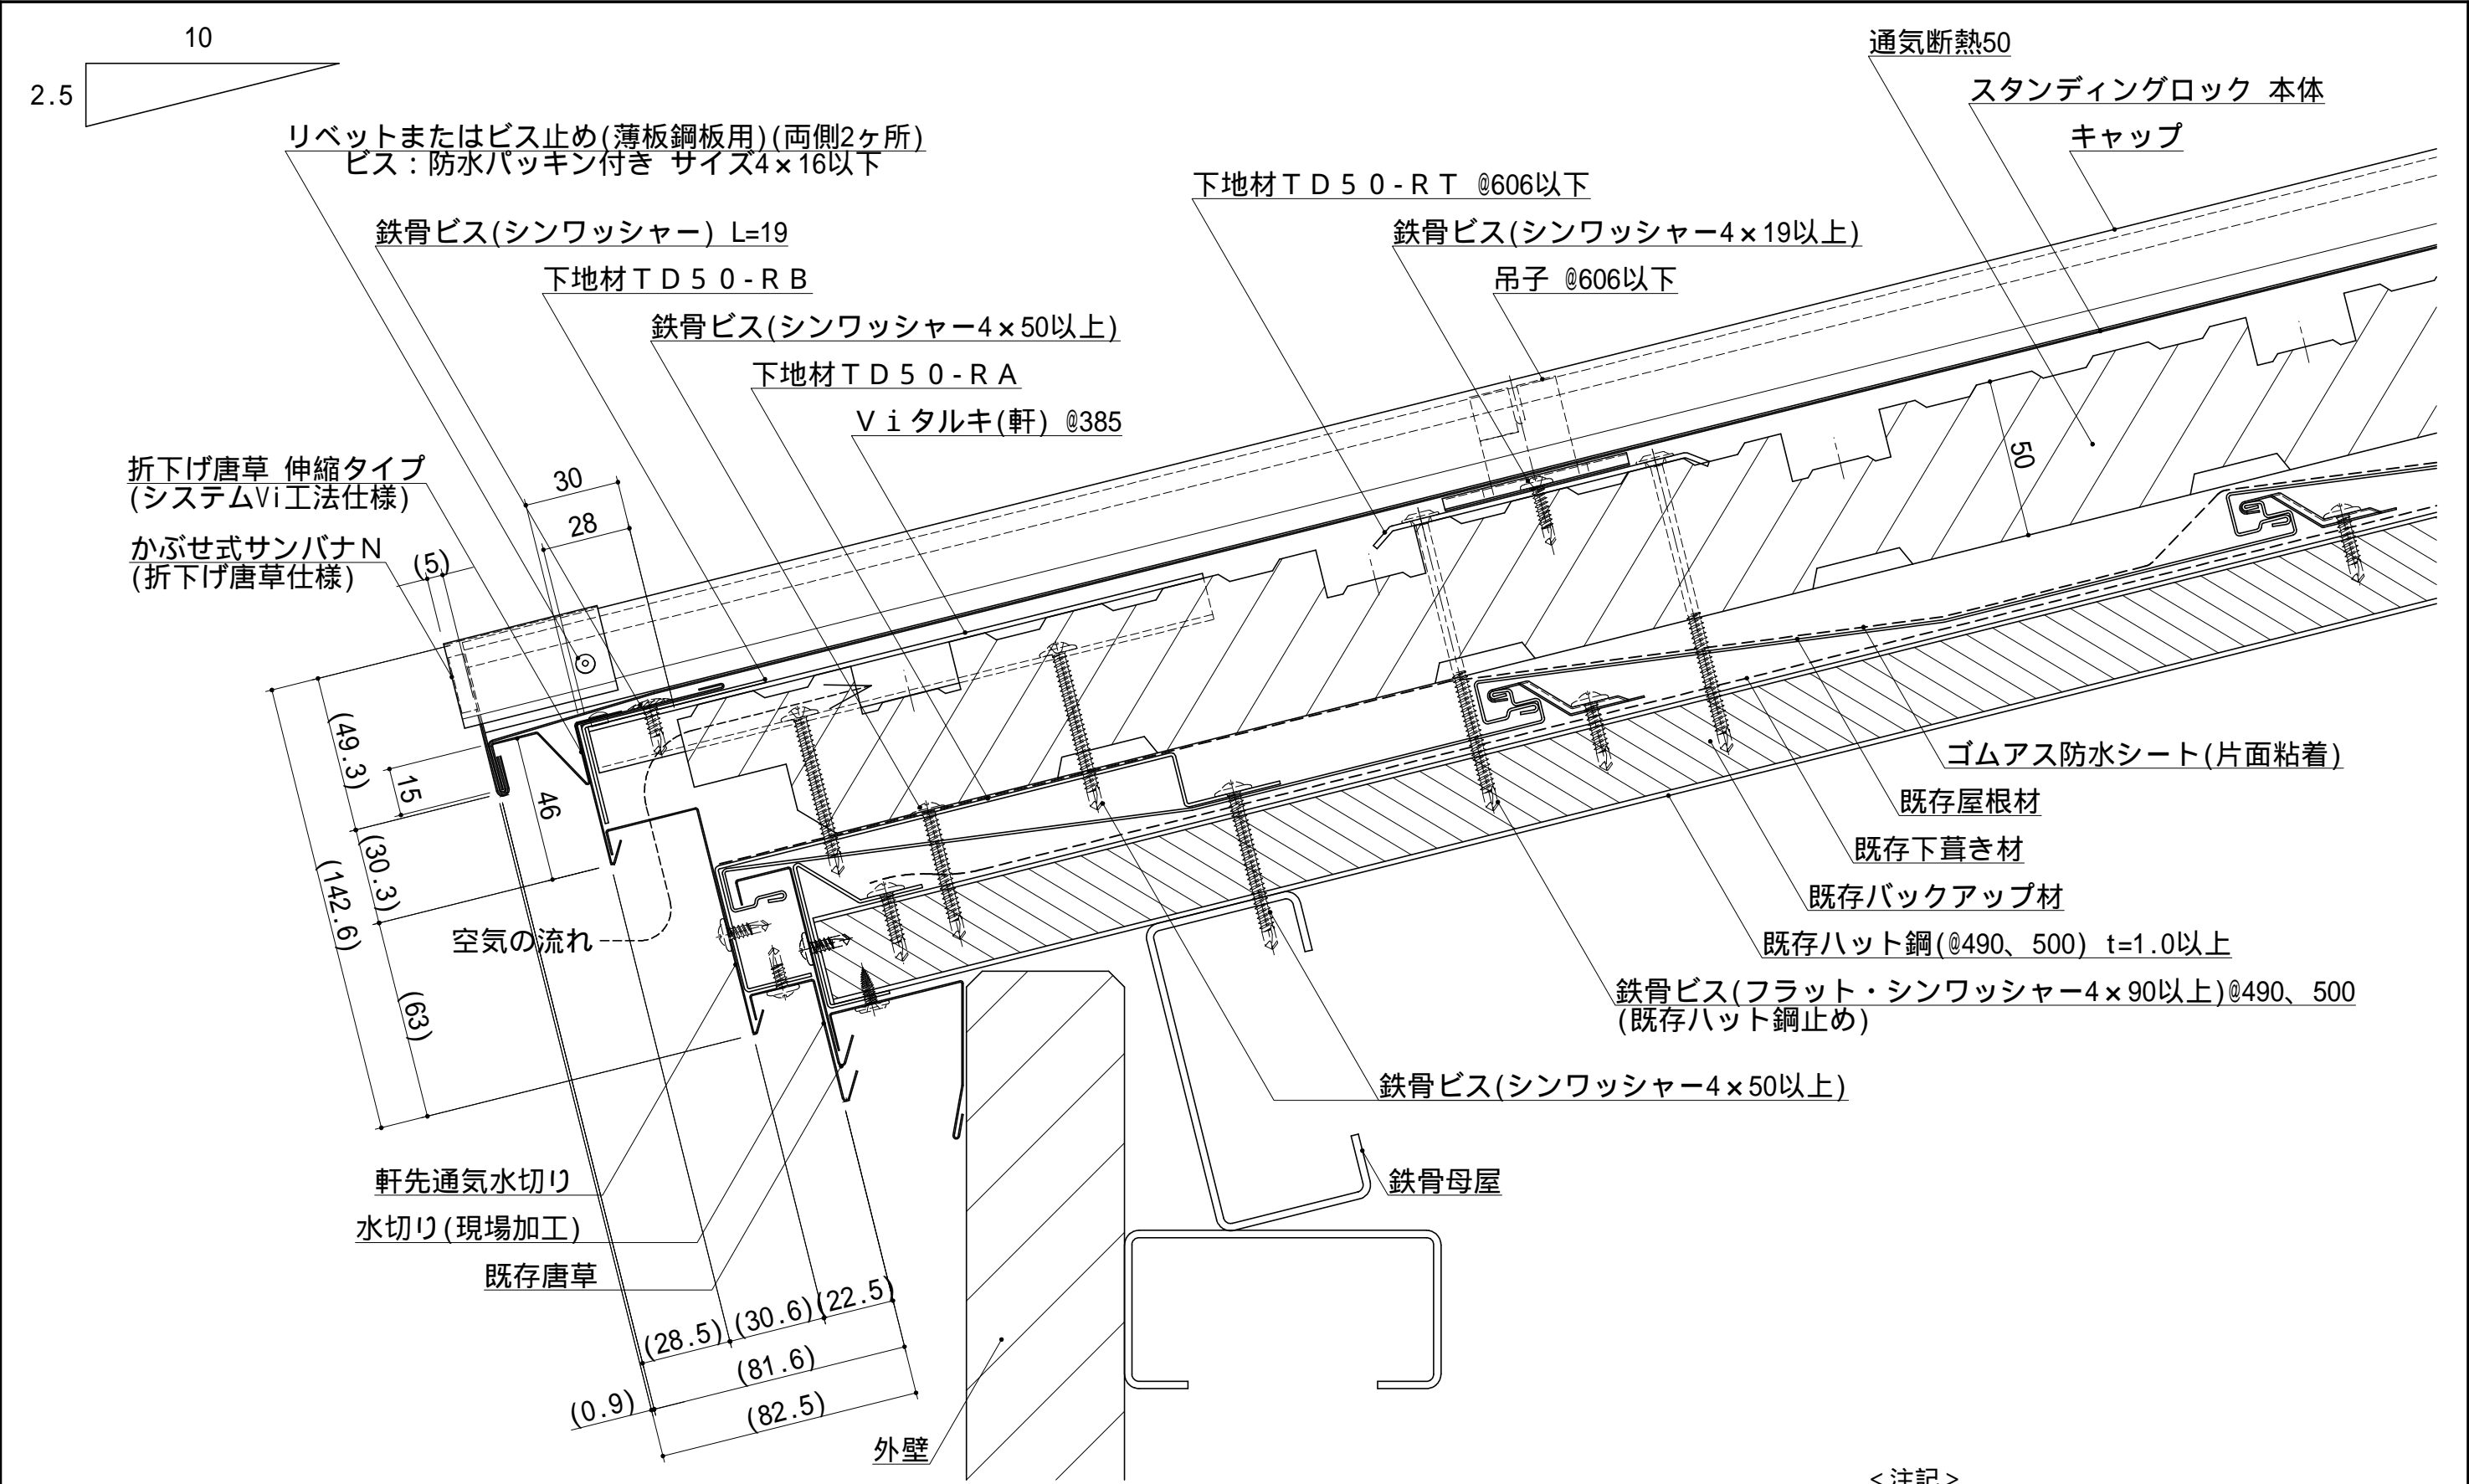 10
2.5
通気断熱50
スタンディングロック 本体
キャップ
リベットまたはビス止め(薄板鋼板用)(両側2ヶ所)
ビス：防水パッキン付き サイズ4×16以下
下地材ＴＤ５０-ＲＴ @606以下
鉄骨ビス(シンワッシャー) L=19
鉄骨ビス(シンワッシャー4×19以上)
下地材ＴＤ５０-ＲＢ
吊子 @606以下
鉄骨ビス(シンワッシャー4×50以上)
下地材ＴＤ５０-ＲＡ
Ｖｉタルキ(軒) @385
折下げ唐草 伸縮タイプ
(システムVi工法仕様)
30
28
50
かぶせ式サンバナＮ
(折下げ唐草仕様)
(5)
(49.3)
15
46
(30.3)
(142.6)
(63)
空気の流れ
ゴムアス防水シート(片面粘着)
既存屋根材
既存下葺き材
既存バックアップ材
既存ハット鋼(@490、500) t=1.0以上
鉄骨ビス(フラット・シンワッシャー4×90以上)@490、500
(既存ハット鋼止め)
鉄骨ビス(シンワッシャー4×50以上)
軒先通気水切り
鉄骨母屋
水切り(現場加工)
既存唐草
(28.5)
(30.6)
(22.5)
(81.6)
(0.9)
(82.5)
外壁
＜注記＞